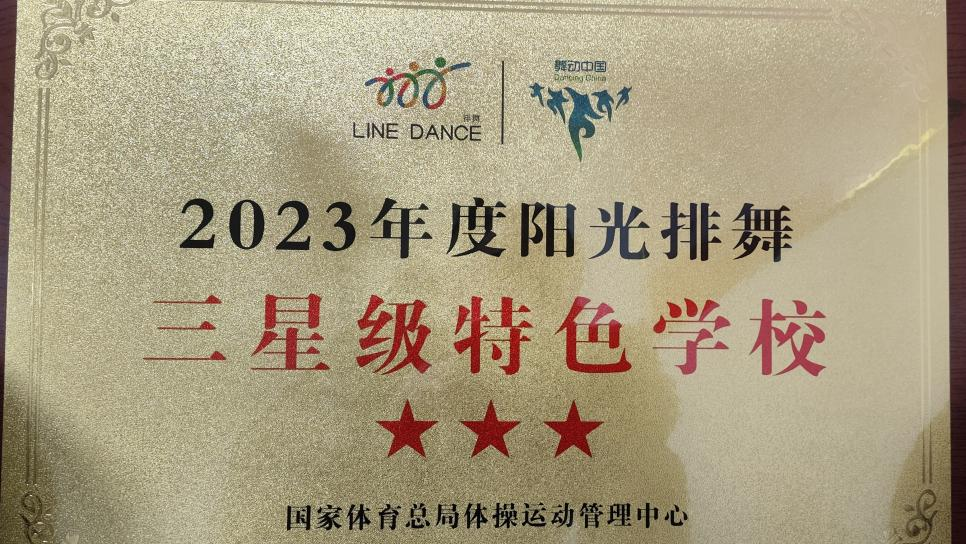 排舞
LINE DANCE
舞动中国
Dancing China
2023年度阳光排舞
三星级特色学校
国家体育总局体操运动管理中心